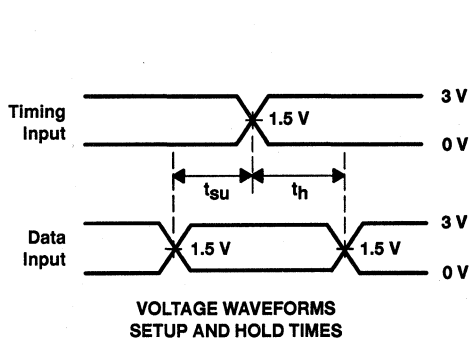 3 V
Timing
Input
1.5 V
0 V
tsu
th
3 V
Data
Input
1.5 V
1.5 V
0 V
VOLTAGE WAVEFORMS
SETUP AND HOLD TIMES